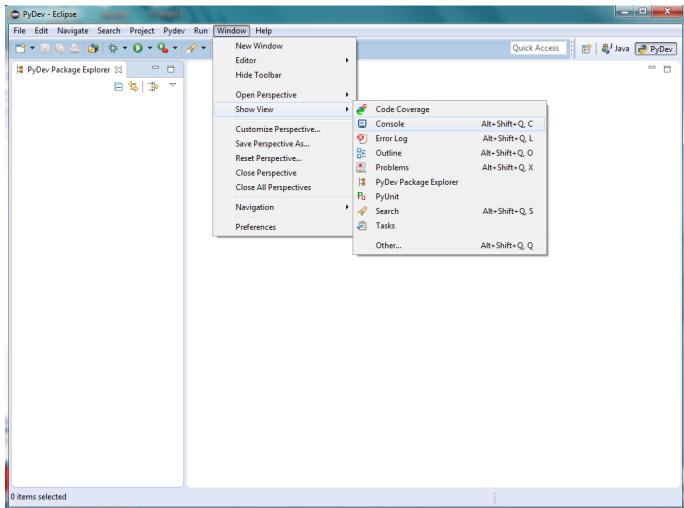 PyDev - Eclipse
File Edit Navigate Search Project Pydev Run Window Help
Quick Access
Java
PyDev
PyDev Package Explorer
New Window
Editor
Hide Toolbar
Open Perspective
Show View
Customize Perspective...
Save Perspective As...
Reset Perspective...
Close Perspective
Close All Perspectives
Navigation
Preferences
Code Coverage
Console Alt+Shift+Q, C
Error Log Alt+Shift+Q, L
Outline Alt+Shift+Q, O
Problems Alt+Shift+Q, X
PyDev Package Explorer
PyUnit
Search Alt+Shift+Q, S
Tasks
Other... Alt+Shift+Q, Q
0 items selected